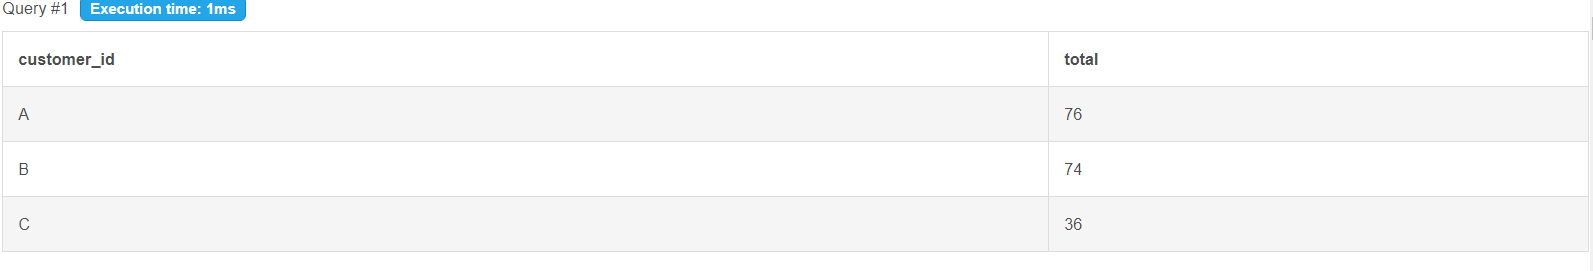 Query #1 Execution time: 1ms
customer_id total
A 76
B 74
C 36